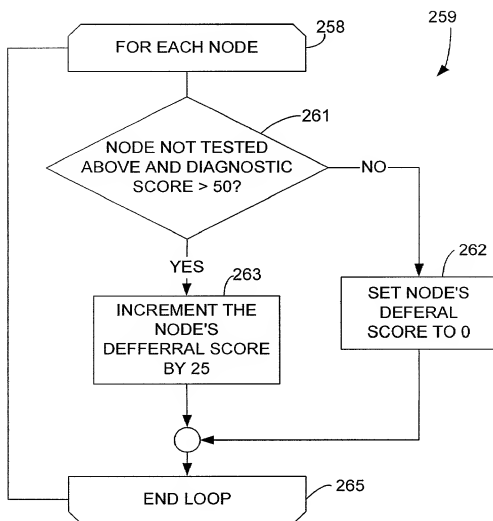 FOR EACH NODE
258
259
261
NODE NOT TESTED
ABOVE AND DIAGNOSTIC
SCORE > 50?
NO
YES
262
SET NODE'S
DEFERAL
SCORE TO 0
263
INCREMENT THE
NODE'S
DEFFERRAL SCORE
BY 25
END LOOP
265